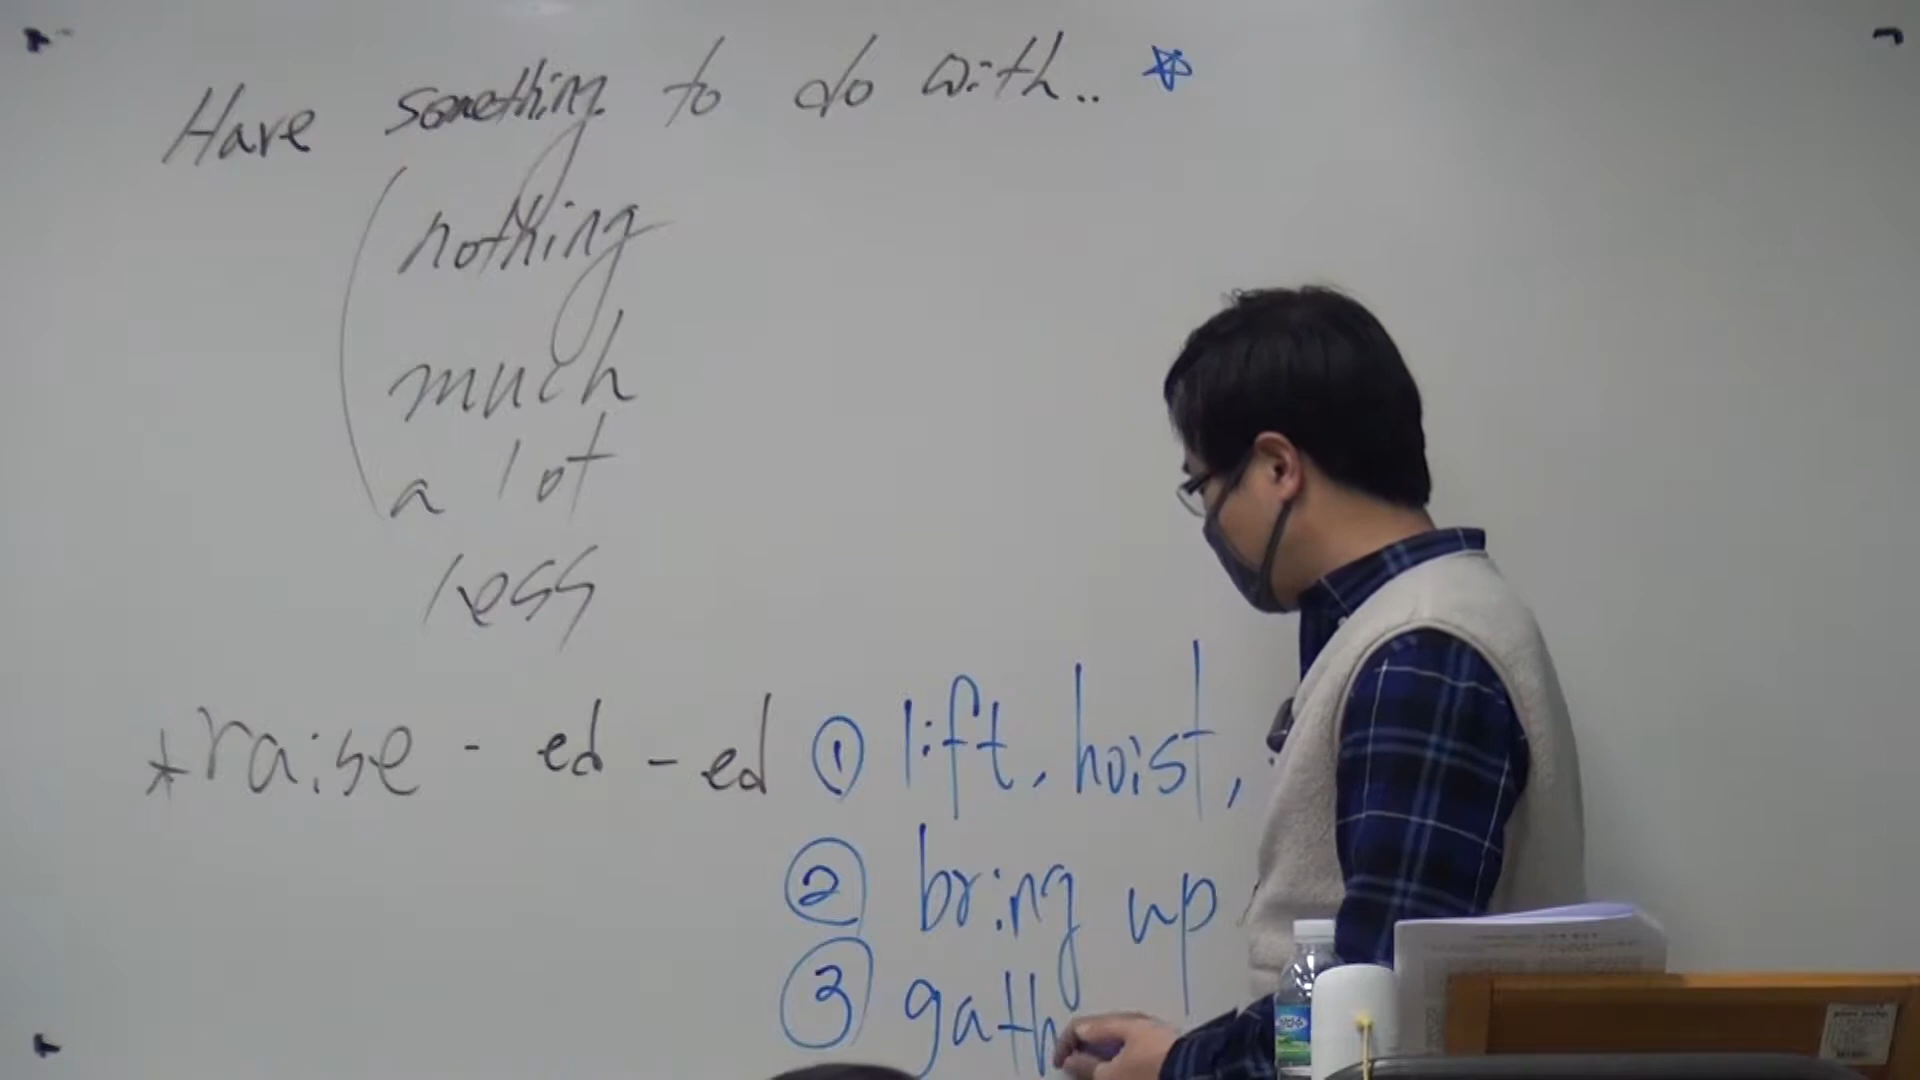 Have something to do with..
nothing
much
a lot
less
*raise - ed - ed ① lift, hoist,
② bring up
③ gath